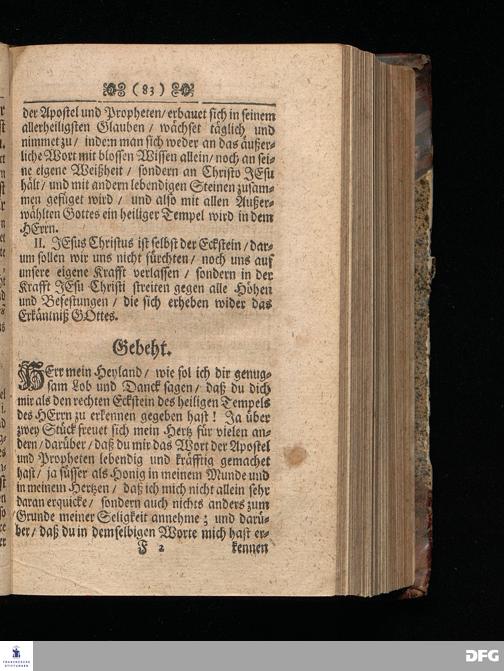 ( 83 )
der Apostel und Propheten/ erbauet sich in seinem
allerheiligsten Glauben / wächset täglich und
nimmet zu / indem man sich weder an das äußer-
liche Wort mit blossen Wissen allein/ noch an sei-
ne eigene Weißheit / sondern an Christo JEsu
hält/ und mit andern lebendigen Steinen zusam-
men gefüget wird / und also mit allen Außer-
wählten Gottes ein heiliger Tempel wird in dem
HErrn.
II. JEsus Christus ist selbst der Eckstein / dar-
um sollen wir uns nicht fürchten / noch uns auf
unsere eigene Krafft verlassen / sondern in der
Krafft JEsu Christi streiten gegen alle Höhen
und Befestungen / die sich erheben wider das
Erkäntniß GOttes.
Gebeht.
HErr mein Heyland / wie sol ich dir genug-
sam Lob und Danck sagen / daß du dich
mir als den rechten Eckstein des heiligen Tempels
des HErrn zu erkennen gegeben hast ! Ja über
zwey Stück freuet sich mein Hertz für vielen an-
dern / darüber / daß du mir das Wort der Apostel
und Propheten lebendig und kräfftig gemachet
hast / ja süsser als Honig in meinem Munde und
in meinem Hertzen / daß ich mich nicht allein sehr
daran erquicke / sondern auch nichts anders zum
Grunde meiner Seligkeit annehme ; und darü-
ber / daß du in demselbigen Worte mich hast er-
F 2 kennen
FRANCKESCHE
STIFTUNGEN
DFG